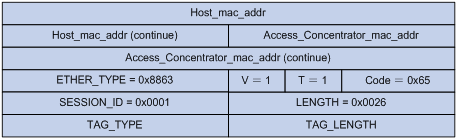 Host_mac_addr
Host_mac_addr (continue) Access_Concentrator_mac_addr
Access_Concentrator_mac_addr (continue)
ETHER_TYPE = 0x8863 V = 1 T = 1 Code = 0x65
SESSION_ID = 0x0001 LENGTH = 0x0026
TAG_TYPE TAG_LENGTH